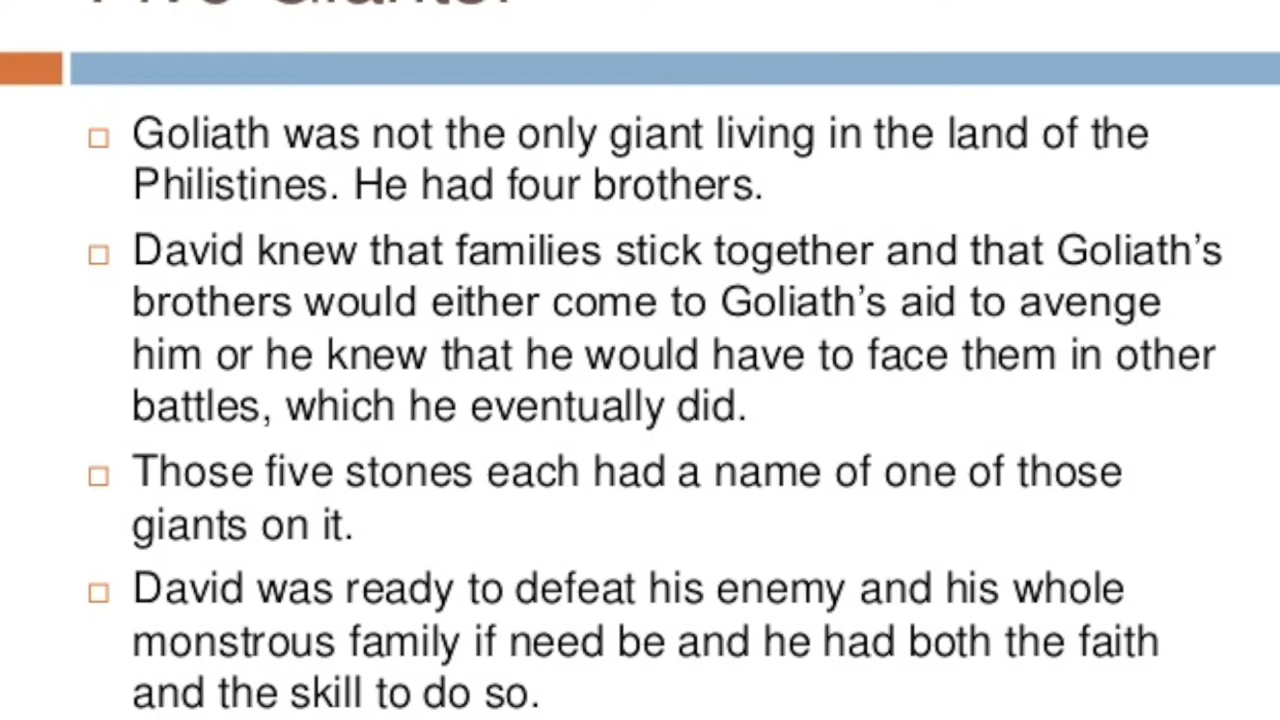 Five Giants!
Goliath was not the only giant living in the land of the
Philistines. He had four brothers.
David knew that families stick together and that Goliath’s
brothers would either come to Goliath’s aid to avenge
him or he knew that he would have to face them in other
battles, which he eventually did.
Those five stones each had a name of one of those
giants on it.
David was ready to defeat his enemy and his whole
monstrous family if need be and he had both the faith
and the skill to do so.